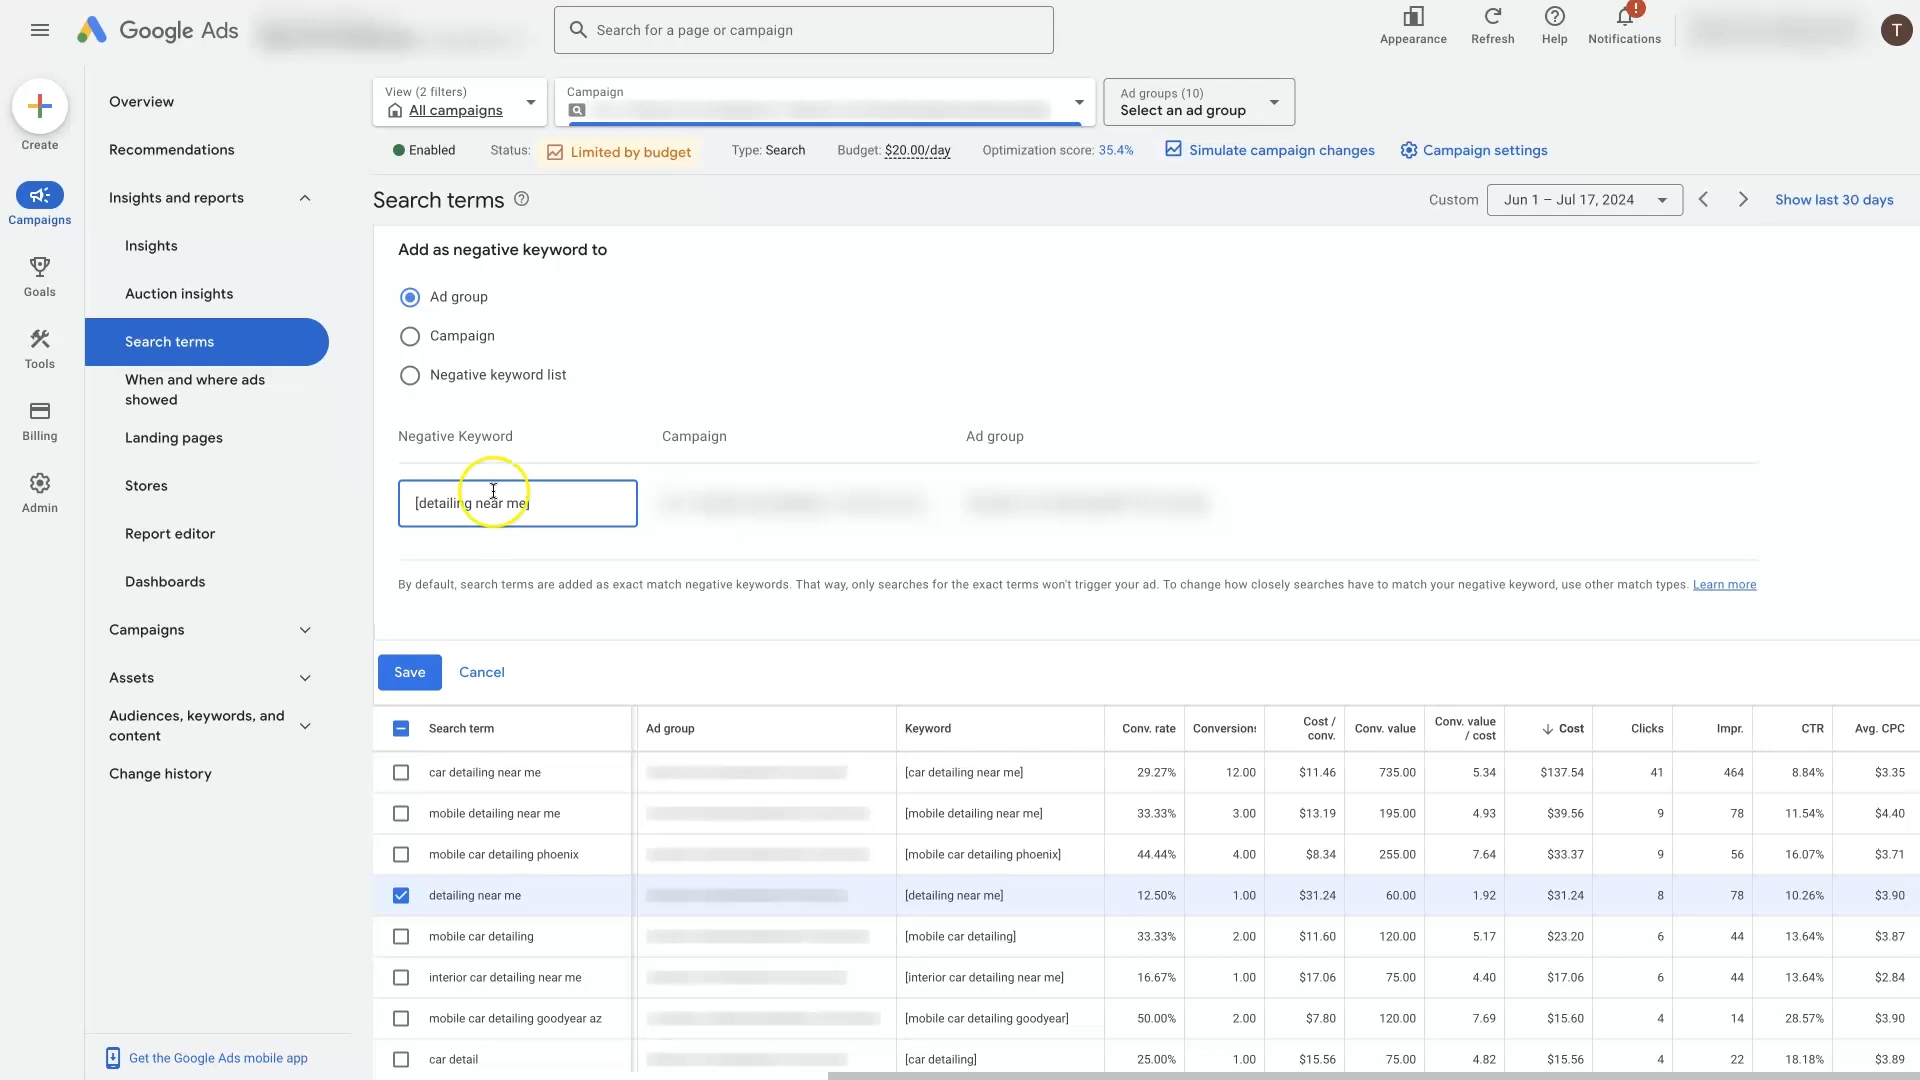 Google Ads
Search for a page or campaign
Appearance
Refresh
Help
!
Notifications
T
Create
Campaigns
Goals
Tools
Billing
Admin
Overview
Recommendations
Insights and reports
Insights
Auction insights
Search terms
When and where ads
showed
Landing pages
Stores
Report editor
Dashboards
Campaigns
Assets
Audiences, keywords, and
content
Change history
Get the Google Ads mobile app
View (2 filters)
All campaigns
Campaign
Ad groups (10)
Select an ad group
Enabled Status: Limited by budget Type: Search Budget: $20.00/day Optimization score: 35.4% Simulate campaign changes Campaign settings
Search terms
Custom Jun 1 – Jul 17, 2024 Show last 30 days
Add as negative keyword to
Ad group
Campaign
Negative keyword list
Negative Keyword Campaign Ad group
[detailing near me]
By default, search terms are added as exact match negative keywords. That way, only searches for the exact terms won't trigger your ad. To change how closely searches have to match your negative keyword, use other match types. Learn more
Save Cancel
Search term Ad group Keyword Conv. rate Conversions Cost / conv. Conv. value Conv. value / cost Cost Clicks Impr. CTR Avg. CPC
car detailing near me [car detailing near me] 29.27% 12.00 $11.46 735.00 5.34 $137.54 41 464 8.84% $3.35
mobile detailing near me [mobile detailing near me] 33.33% 3.00 $13.19 195.00 4.93 $39.56 9 78 11.54% $4.40
mobile car detailing phoenix [mobile car detailing phoenix] 44.44% 4.00 $8.34 255.00 7.64 $33.37 9 56 16.07% $3.71
detailing near me [detailing near me] 12.50% 1.00 $31.24 60.00 1.92 $31.24 8 78 10.26% $3.90
mobile car detailing [mobile car detailing] 33.33% 2.00 $11.60 120.00 5.17 $23.20 6 44 13.64% $3.87
interior car detailing near me [interior car detailing near me] 16.67% 1.00 $17.06 75.00 4.40 $17.06 6 44 13.64% $2.84
mobile car detailing goodyear az [mobile car detailing goodyear] 50.00% 2.00 $7.80 120.00 7.69 $15.60 4 14 28.57% $3.90
car detail [car detailing] 25.00% 1.00 $15.56 75.00 4.82 $15.56 4 22 18.18% $3.89